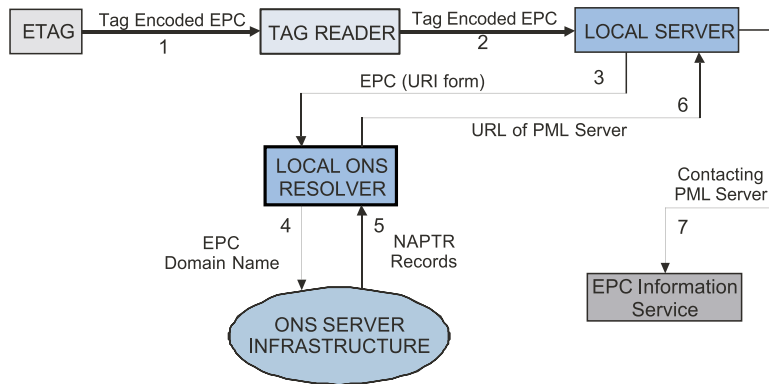 Tag Encoded EPC
Tag Encoded EPC
ETAG
TAG READER
LOCAL SERVER
1
2
EPC (URI form)
3
6
URL of PML Server
LOCAL ONS
RESOLVER
Contacting
PML Server
4
5
7
EPC
Domain Name
NAPTR
Records
EPC Information
Service
ONS SERVER
INFRASTRUCTURE